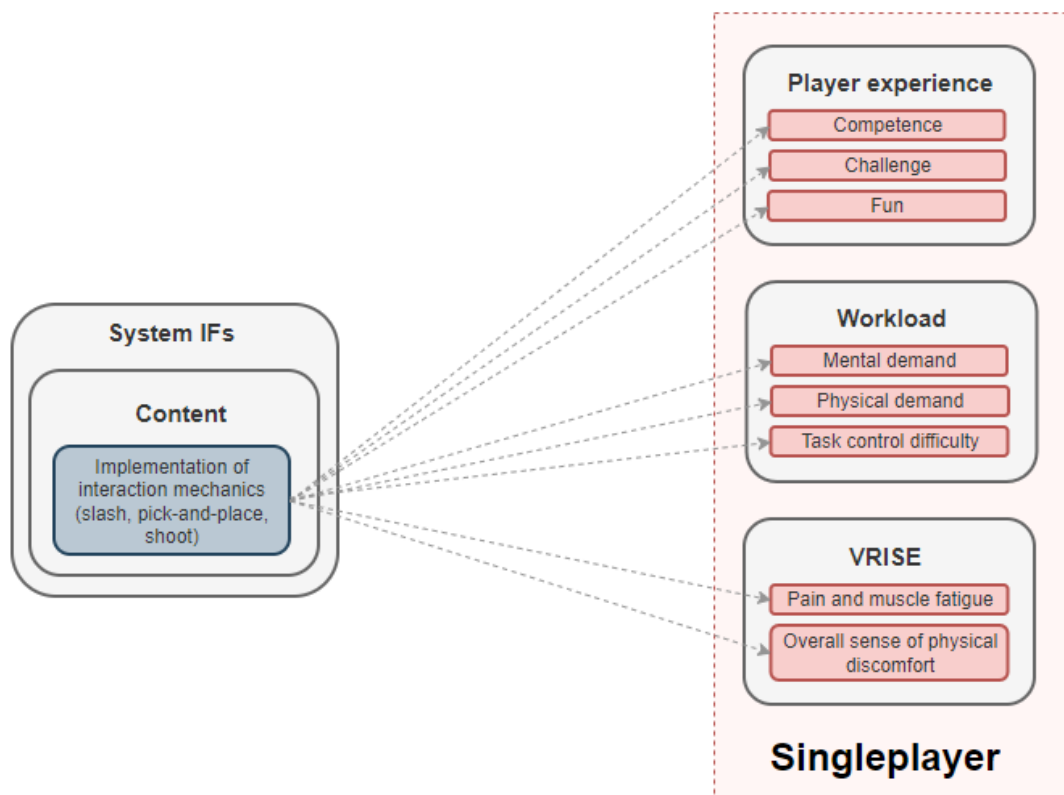 System IFs
Content
Implementation of
interaction mechanics
(slash, pick-and-place,
shoot)
Player experience
Competence
Challenge
Fun
Workload
Mental demand
Physical demand
Task control difficulty
VRISE
Pain and muscle fatigue
Overall sense of physical
discomfort
Singleplayer